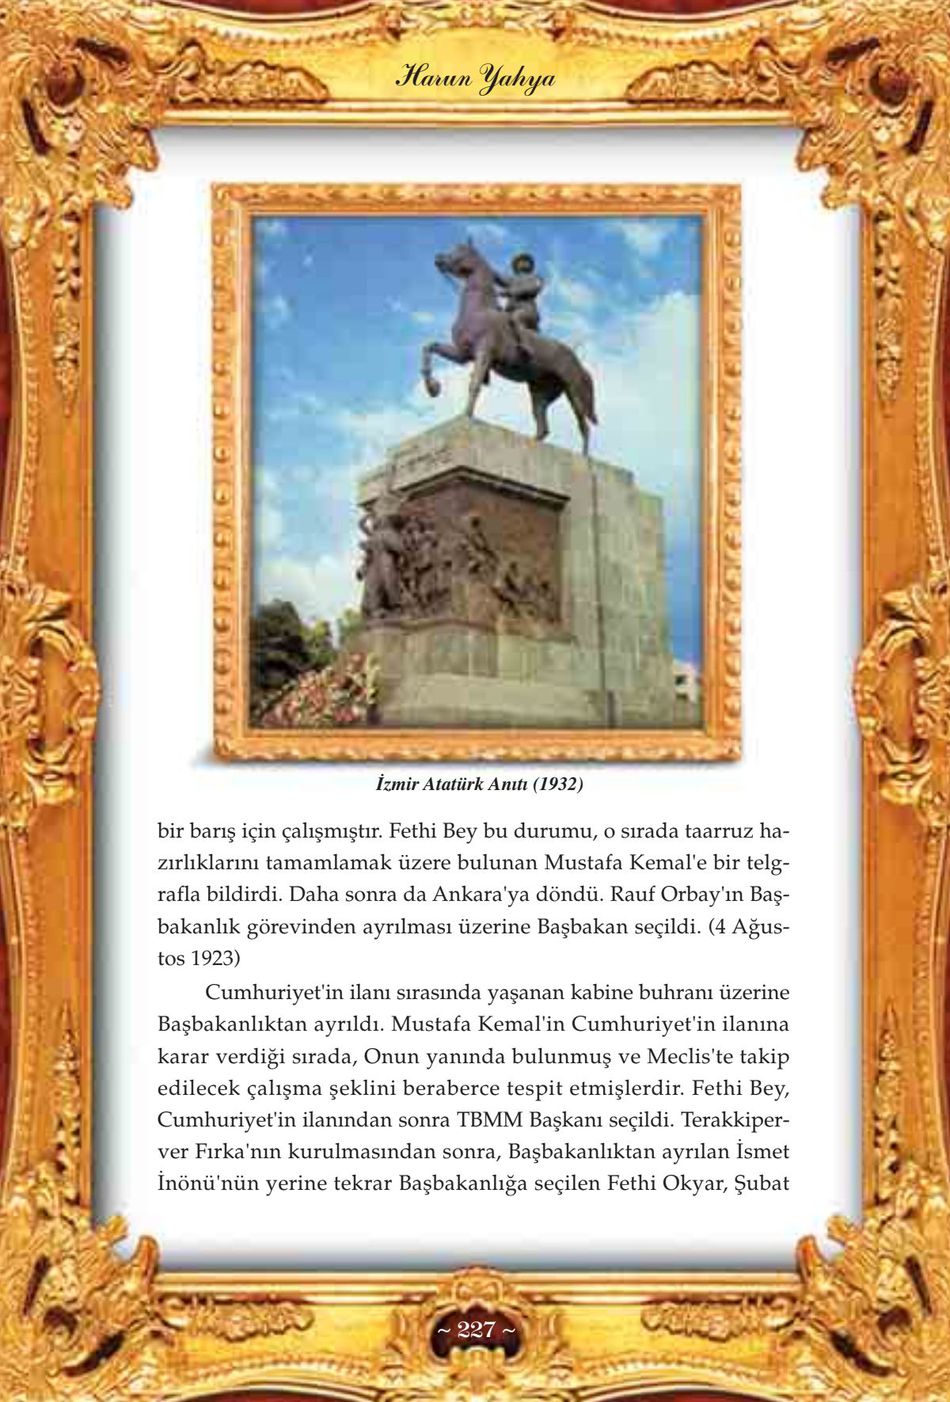 Harun Yahya
İzmir Atatürk Anıtı (1932)
bir barış için çalışmıştır. Fethi Bey bu durumu, o sırada taarruz ha-
zırlıklarını tamamlamak üzere bulunan Mustafa Kemal'e bir telg-
rafla bildirdi. Daha sonra da Ankara'ya döndü. Rauf Orbay'ın Baş-
bakanlık görevinden ayrılması üzerine Başbakan seçildi. (4 Ağus-
tos 1923)
Cumhuriyet'in ilanı sırasında yaşanan kabine buhranı üzerine
Başbakanlıktan ayrıldı. Mustafa Kemal'in Cumhuriyet'in ilanına
karar verdiği sırada, Onun yanında bulunmuş ve Meclis'te takip
edilecek çalışma şeklini beraberce tespit etmişlerdir. Fethi Bey,
Cumhuriyet'in ilanından sonra TBMM Başkanı seçildi. Terakkiper-
ver Fırka'nın kurulmasından sonra, Başbakanlıktan ayrılan İsmet
İnönü'nün yerine tekrar Başbakanlığa seçilen Fethi Okyar, Şubat
~ 227 ~